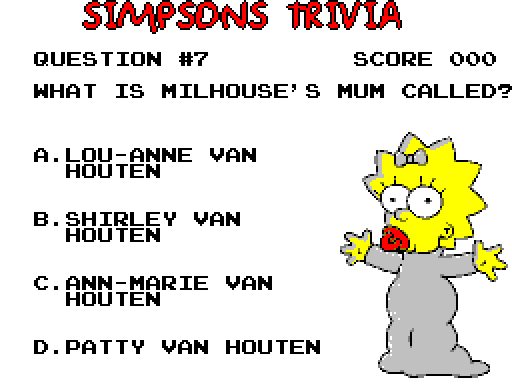 SIMPSONS TRIVIA
QUESTION #7 SCORE 000
WHAT IS MILHOUSE'S MUM CALLED?
A.LOU-ANNE VAN
HOUTEN
B.SHIRLEY VAN
HOUTEN
C.ANN-MARIE VAN
HOUTEN
D.PATTY VAN HOUTEN